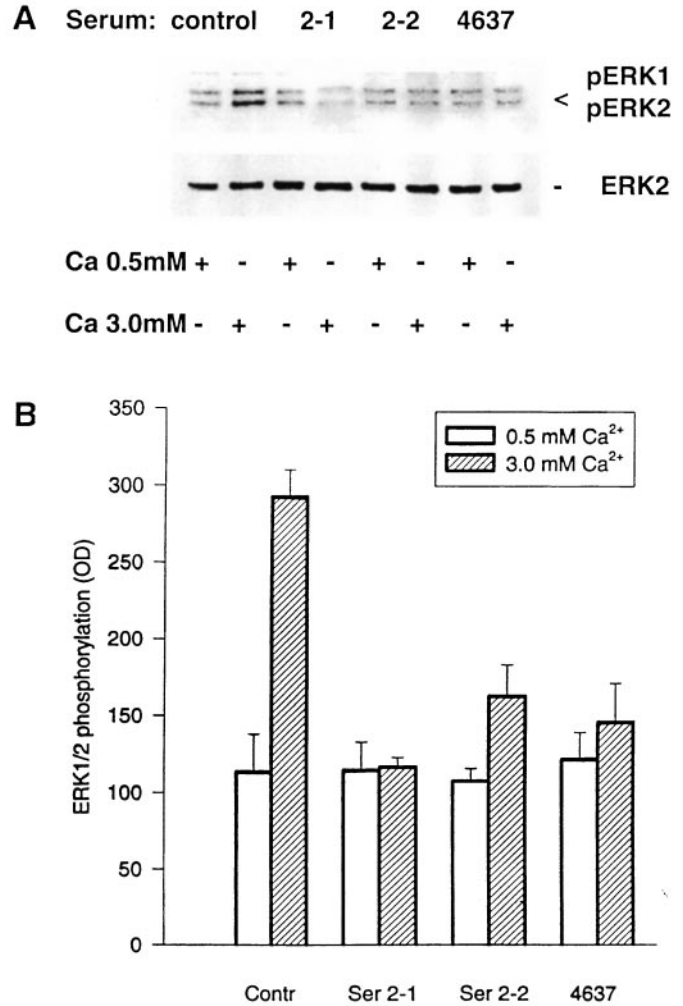 A Serum: control 2-1 2-2 4637
pERK1
<
pERK2
- ERK2
Ca 0.5mM + - + - + - + -
Ca 3.0mM - + - + - + - +
B
350
300
250
200
150
100
50
0
ERK1/2 phosphorylation (OD)
0.5 mM Ca²⁺
3.0 mM Ca²⁺
Contr Ser 2-1 Ser 2-2 4637